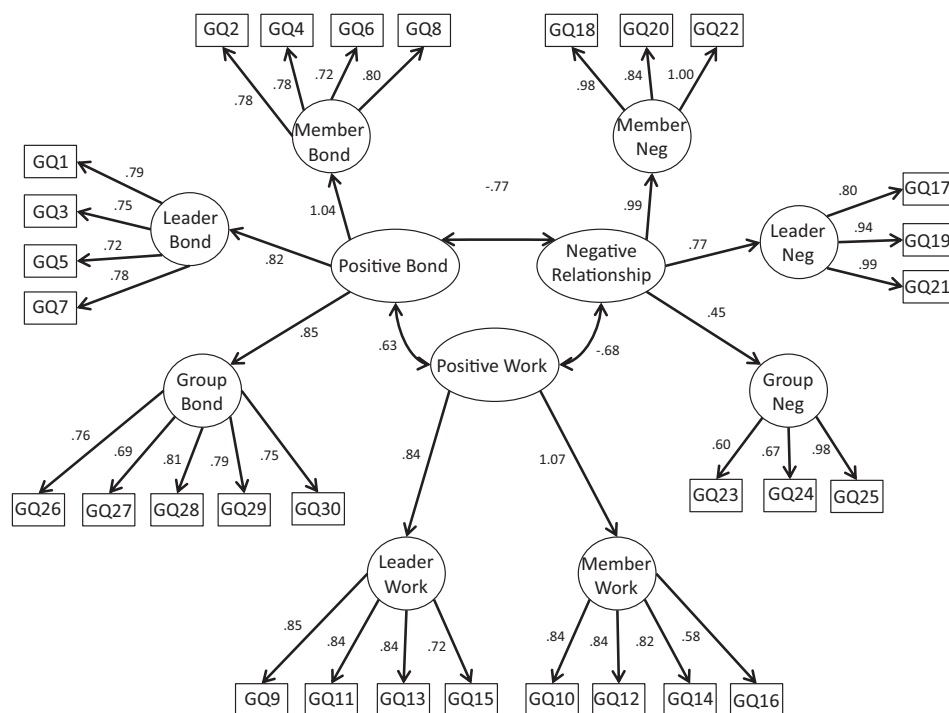 GQ2 GQ4 GQ6 GQ8
GQ18 GQ20 GQ22
.78 .78 .72 .80
.98 .84 1.00
Member
Bond
Member
Neg
GQ1
GQ3
GQ5
GQ7
.79
.75
.72
.78
Leader
Bond
1.04
.82
-.77
.99
.77
Leader
Neg
.80
.94
.99
GQ17
GQ19
GQ21
Positive Bond
Negative
Relationship
.85
.63
-.68
.45
Positive Work
Group
Bond
Group
Neg
.76 .69 .81 .79 .75
.60 .67 .98
GQ26 GQ27 GQ28 GQ29 GQ30
GQ23 GQ24 GQ25
.84
1.07
Leader
Work
Member
Work
.85 .84 .84 .72
.84 .84 .82 .58
GQ9 GQ11 GQ13 GQ15
GQ10 GQ12 GQ14 GQ16